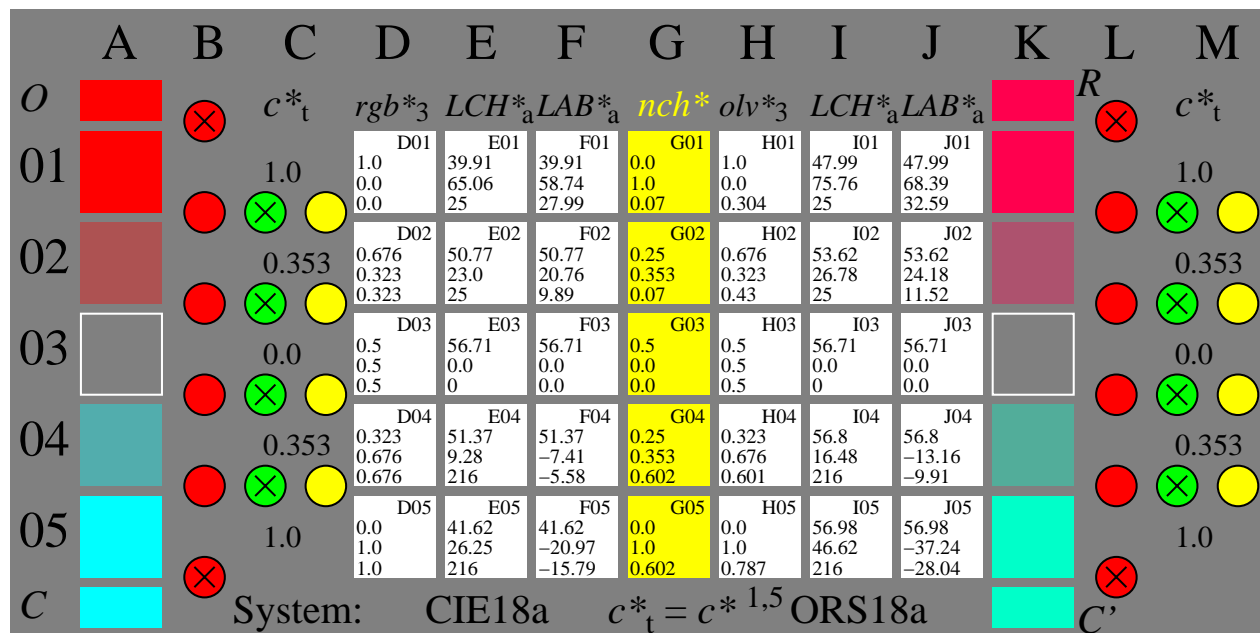 A B C D E F G H I J K L M
O c*t rgb*3 LCH*a LAB*a nch* olv*3 LCH*a LAB*a R c*t
01 1.0 1.0
D01 E01 F01 G01 H01 I01 J01
1.0 39.91 39.91 0.0 1.0 47.99 47.99
0.0 65.06 58.74 1.0 0.0 75.76 68.39
0.0 25 27.99 0.07 0.304 25 32.59
02 0.353 0.353
D02 E02 F02 G02 H02 I02 J02
0.676 50.77 50.77 0.25 0.676 53.62 53.62
0.323 23.0 20.76 0.353 0.323 26.78 24.18
0.323 25 9.89 0.07 0.43 25 11.52
03 0.0 0.0
D03 E03 F03 G03 H03 I03 J03
0.5 56.71 56.71 0.5 0.5 56.71 56.71
0.5 0.0 0.0 0.0 0.5 0.0 0.0
0.5 0 0.0 0.0 0.5 0 0.0
04 0.353 0.353
D04 E04 F04 G04 H04 I04 J04
0.323 51.37 51.37 0.25 0.323 56.8 56.8
0.676 9.28 −7.41 0.353 0.676 16.48 −13.16
0.676 216 −5.58 0.602 0.601 216 −9.91
05 1.0 1.0
D05 E05 F05 G05 H05 I05 J05
0.0 41.62 41.62 0.0 0.0 56.98 56.98
1.0 26.25 −20.97 1.0 1.0 46.62 −37.24
1.0 216 −15.79 0.602 0.787 216 −28.04
C System: CIE18a c*t = c* 1,5 ORS18a C'